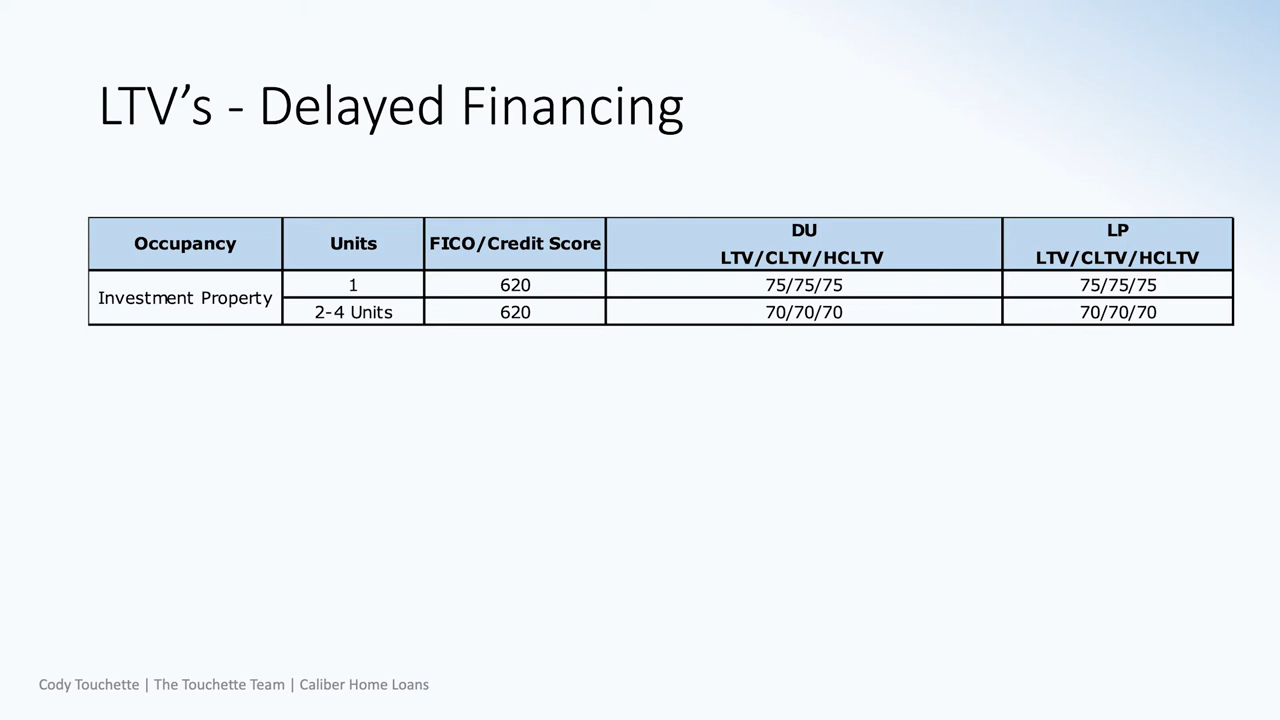 LTV’s - Delayed Financing
Occupancy Units FICO/Credit Score DU LP
LTV/CLTV/HCLTV LTV/CLTV/HCLTV
Investment Property 1 620 75/75/75 75/75/75
2-4 Units 620 70/70/70 70/70/70
Cody Touchette | The Touchette Team | Caliber Home Loans